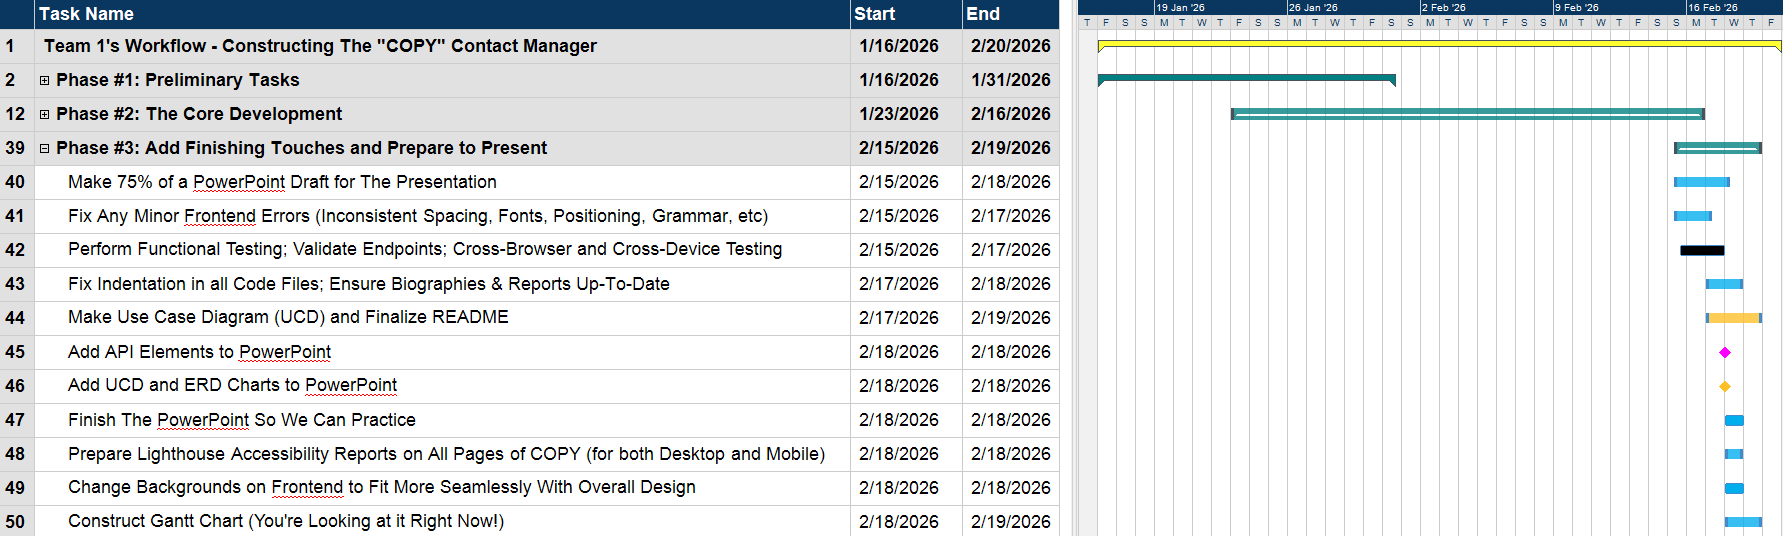 Task Name Start End 19 Jan '26 26 Jan '26 2 Feb '26 9 Feb '26 16 Feb '26
T F S S M T W T F S S M T W T F S S M T W T F S S M T W T F S S M T W T F
1 Team 1's Workflow - Constructing The "COPY" Contact Manager 1/16/2026 2/20/2026
2 Phase #1: Preliminary Tasks 1/16/2026 1/31/2026
12 Phase #2: The Core Development 1/23/2026 2/16/2026
39 Phase #3: Add Finishing Touches and Prepare to Present 2/15/2026 2/19/2026
40 Make 75% of a PowerPoint Draft for The Presentation 2/15/2026 2/18/2026
41 Fix Any Minor Frontend Errors (Inconsistent Spacing, Fonts, Positioning, Grammar, etc) 2/15/2026 2/17/2026
42 Perform Functional Testing; Validate Endpoints; Cross-Browser and Cross-Device Testing 2/15/2026 2/17/2026
43 Fix Indentation in all Code Files; Ensure Biographies & Reports Up-To-Date 2/17/2026 2/18/2026
44 Make Use Case Diagram (UCD) and Finalize README 2/17/2026 2/19/2026
45 Add API Elements to PowerPoint 2/18/2026 2/18/2026
46 Add UCD and ERD Charts to PowerPoint 2/18/2026 2/18/2026
47 Finish The PowerPoint So We Can Practice 2/18/2026 2/18/2026
48 Prepare Lighthouse Accessibility Reports on All Pages of COPY (for both Desktop and Mobile) 2/18/2026 2/18/2026
49 Change Backgrounds on Frontend to Fit More Seamlessly With Overall Design 2/18/2026 2/18/2026
50 Construct Gantt Chart (You're Looking at it Right Now!) 2/18/2026 2/19/2026